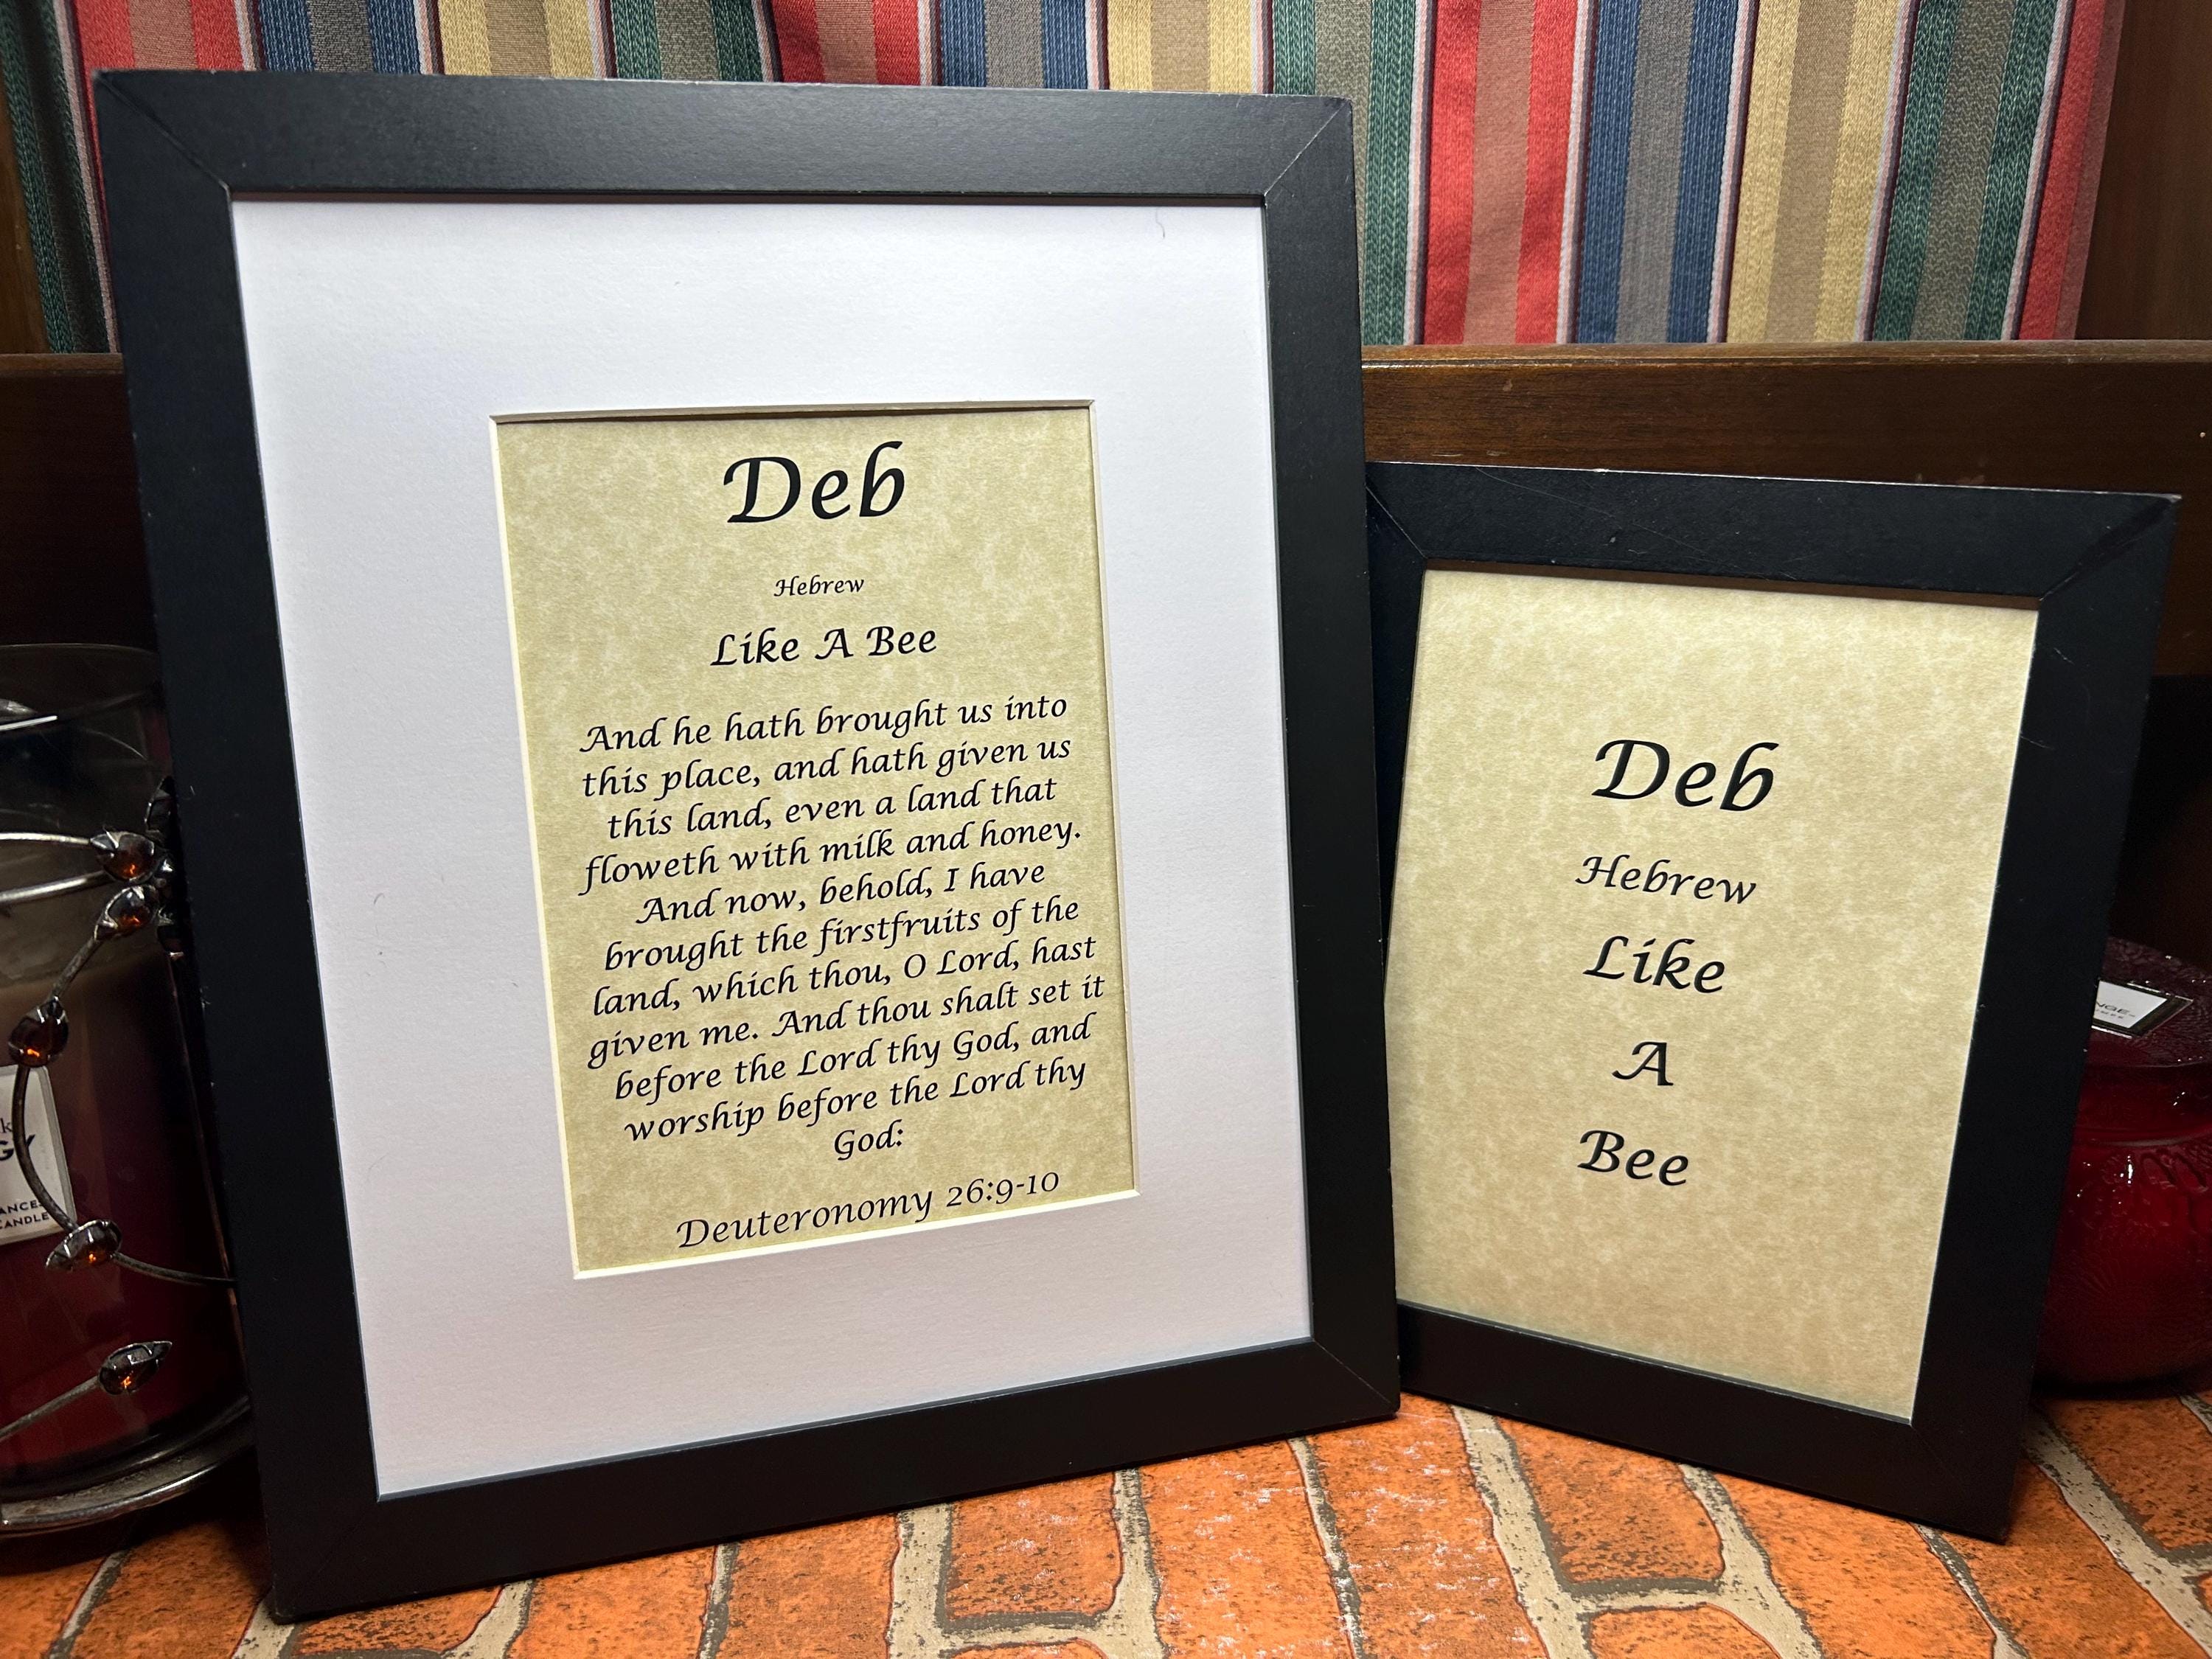 Deb
Hebrew
Like A Bee
And he hath brought us into
this place, and hath given us
this land, even a land that
floweth with milk and honey.
And now, behold, I have
brought the firstfruits of the
land, which thou, O Lord, hast
given me. And thou shalt set it
before the Lord thy God, and
worship before the Lord thy
God:
Deuteronomy 26:9-10
Deb
Hebrew
Like
A
Bee
CANDLE